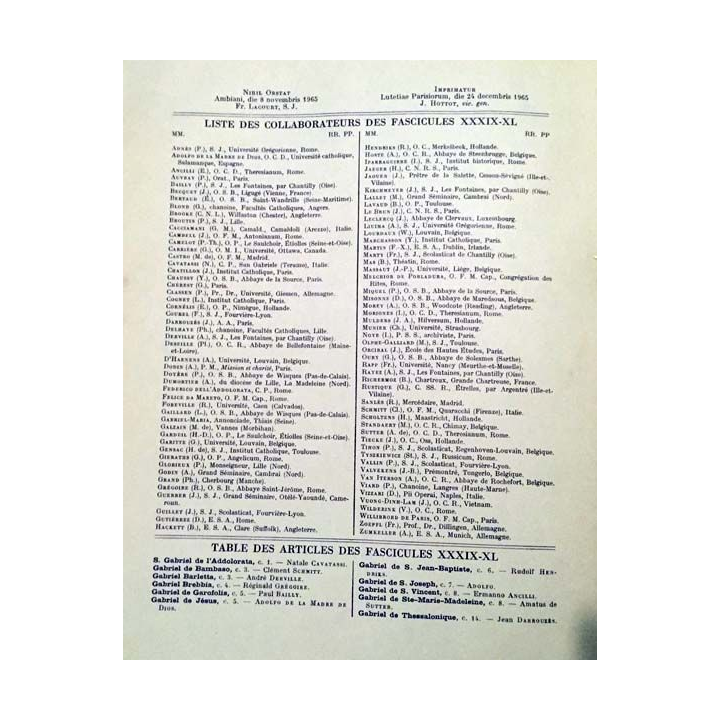 NIHIL OBSTAT
Ambiani, die 8 novembris 1965
FR. LACOURT, S. J.
IMPRIMATUR
Lutetiae Parisiorum, die 24 decembris 1965
J. HOTTOT, vic. gen.
LISTE DES COLLABORATEURS DES FASCICULES XXXIX-XL
MM. RR. PP.
AGNÈS (P.), S. J., Université Grégorienne, Rome.
ADOLFO DE LA MADRE DE DIOS, O. C. D., Université catholique,
Salamanque, Espagne.
ANCILLI (E.), O. C. D., Theresianum, Rome.
AUVRAY (P.), Orat., Paris.
BAILLY (P.), S. J., Les Fontaines, par Chantilly (Oise).
BECQUET (J.), O. S. B., Ligugé (Vienne, France).
BERTAUD (E.), O. S. B., Saint-Wandrille (Seine-Maritime).
BLOND (G.), chanoine, Facultés Catholiques, Angers.
BROOKE (C. N. L.), Willaston (Chester), Angleterre.
BROUTIN (P.), S. J., Lille.
CACCIAMANI (G. M.), Camald., Camaldoli (Arezzo), Italie.
CAMBELL (J.), O. F. M., Antonianum, Rome.
CAMELOT (P.-Th.), O. P., Le Saulchoir, Étiolles (Seine-et-Oise).
CARRIÈRE (G.), O. M. I., Université, Ottawa, Canada.
CASTRO (M. de), O. F. M., Madrid.
CAVATASSI (N.), C. P., San Gabriele (Teramo), Italie.
CHATILLON (J.), Institut Catholique, Paris.
CHAUSSY (Y.), O. S. B., Abbaye de la Source, Paris.
CHÉREST (G.), Paris.
CLASSEN (P.), Pr., Dr., Universität, Giessen, Allemagne.
COGNET (L.), Institut Catholique, Paris.
CORNÉLIS (E.), O. P., Nimègue, Hollande.
COUREL (F.), S. J., Fourvière-Lyon.
DARROUZÈS (J.), A. A., Paris.
DELHAYE (Ph.), chanoine, Facultés Catholiques, Lille.
DERVILLE (A.), S. J., Les Fontaines, par Chantilly (Oise).
DESEILLE (Pl.), O. C. R., Abbaye de Bellefontaine (Maine-
et-Loire).
D'HAENENS (A.), Université, Louvain, Belgique.
DODIN (A.), P. M., Mission et charité, Paris.
DOYÈRE (P.), O. S. B., Abbaye de Wisques (Pas-de-Calais).
DUMORTIER (A.), du diocèse de Lille, La Madeleine (Nord).
FEDERICO DELL'ADDOLORATA, C. P., Rome.
FELICE DA MARETO, O. F. M. Cap., Rome.
FOREVILLE (R.), Université, Caen (Calvados).
GAILLARD (L.), O. S. B., Abbaye de Wisques (Pas-de-Calais).
GABRIEL-MARIA, Annonciade, Thiais (Seine).
GALZAIN (M. de), Vannes (Morbihan).
GARDEIL (H.-D.), O. P., Le Saulchoir, Étiolles (Seine-et-Oise).
GARITTE (G.), Université, Louvain, Belgique.
GENSAC (H. de), S. J., Institut Catholique, Toulouse.
GIERATHS (G.), O. P., Angelicum, Rome.
GLORIEUX (P.), Monseigneur, Lille (Nord).
GODIN (A.), Grand Séminaire, Cambrai (Nord).
GRAND (Ph.), Cherbourg (Manche).
GRÉGOIRE (R.), O. S. B., Abbaye Saint-Jérôme, Rome.
GUERBER (J.), S. J., Grand Séminaire, Otélé-Yaoundé, Came-
roun.
GUILLET (J.), S. J., Scolasticat, Fourvière-Lyon.
GUTIÉRREZ (D.), E. S. A., Rome.
HACKETT (B.), E. S. A., Clare (Suffolk), Angleterre.
MM. RR. PP
HENDRIKS (R.), O. C., Merkelbeek, Hollande.
HOSTE (A.), O. C. R., Abbaye de Steenbrugge, Belgique.
IPARRAGUIRRE (I.), S. J., Institut historique, Rome.
JAEGER (H.), C. N. R. S., Paris.
JAOUEN (J.), Prêtre de la Salette, Cesson-Sévigné (Ille-et-
Vilaine).
KIRCHMEYER (J.), S. J., Les Fontaines, par Chantilly (Oise).
LALLET (M.), Grand Séminaire, Cambrai (Nord).
LAVAUD (B.), O. P., Toulouse.
LE BRUN (J.), C. N. R. S., Paris.
LECLERCQ (J.), Abbaye de Clervaux, Luxembourg.
LIUIMA (A.), S. J., Université Grégorienne, Rome.
LOURDAUX (W.), Louvain, Belgique.
MARCHASSON (Y.), Institut Catholique, Paris.
MARTIN (F.-X.), E. S. A., Dublin, Irlande.
MARTY (Fr.), S. J., Scolasticat de Chantilly (Oise).
MAS (B.), Théatin, Rome.
MASSAUT (J.-P.), Université, Liège, Belgique.
MELCHIOR DE POBLADURA, O. F. M. Cap., Congrégation des
Rites, Rome.
MIQUEL (P.), O. S. B., Abbaye de la Source, Paris.
MISONNE (D.), O. S. B., Abbaye de Maredsous, Belgique.
MOREY (A.), O. S. B., Woodcote (Reading), Angleterre.
MORIONES (I.), O. C. D., Theresianum, Rome.
MULDERS (J. A.), Hilversum, Hollande.
MUNIER (Ch.), Université, Strasbourg.
NOYE (I.), P. S. S., archiviste, Paris.
OLPHE-GALLIARD (M.), S. J., Toulouse.
ORCIBAL (J.), École des Hautes Études, Paris.
OURY (G.), O. S. B., Abbaye de Solesmes (Sarthe).
RAPP (Fr.), Université, Nancy (Meurthe-et-Moselle).
RAYEZ (A.), S. J., Les Fontaines, par Chantilly (Oise).
RICHERMOZ (B.), Chartreux, Grande Chartreuse, France.
RUSTIQUE (G.), C. SS. R., Étrelles, par Argentré (Ille-et-
Vilaine).
SANLÉS (R.), Mercédaire, Madrid.
SCHMITT (Cl.), O. F. M., Quaracchi (Firenze), Italie.
SCHOLTENS (H.), Maastricht, Hollande.
STANDAERT (M.), O. C. R., Chimay, Belgique.
SUTTER (A. de), O. C. D., Theresianum, Rome.
TIECKE (J.), O. C., Oss, Hollande.
TIHON (P.), S. J., Scolasticat, Eegenhoven-Louvain, Belgique.
TYSZKIEWICZ (St.), S. J., Russicum, Rome.
VALLIN (P.), S. J., Scolasticat, Fourvière-Lyon.
VALVEKENS (J.-B.), Prémontré, Tongerlo, Belgique.
VAN ITERSON (A.), O. C. R., Abbaye de Rochefort, Belgique.
VIARD (P.), Chanoine, Langres (Haute-Marne).
VIZZARI (D.), Pii Operai, Naples, Italie.
VUONG-DINH-LAM (J.), O. C. R., Vietnam.
WILDERINK (V.), O. C., Rome.
WILLIBRORD DE PARIS, O. F. M. Cap., Paris.
ZOEPFL (Fr.), Prof., Dr., Dillingen, Allemagne.
ZUMKELLER (A.), E. S. A., Munich, Allemagne.
TABLE DES ARTICLES DES FASCICULES XXXIX-XL
S. Gabriel de l'Addolorata, c. 1. — Natale CAVATASSI.
Gabriel de Bambaso, c. 3. — Clément SCHMITT.
Gabriel Barletta, c. 3. — André DERVILLE.
Gabriel Brebbia, c. 4. — Réginald GRÉGOIRE.
Gabriel de Garofolis, c. 5. — Paul BAILLY.
Gabriel de Jésus, c. 5. — ADOLFO DE LA MADRE DE
DIOS.
Gabriel de S. Jean-Baptiste, c. 6. — Rudolf HEN-
DRIKS.
Gabriel de S. Joseph, c. 7. — ADOLFO.
Gabriel de S. Vincent, c. 8. — Ermanno ANCILLI.
Gabriel de Ste-Marie-Madeleine, c. 8. — Amatus de
SUTTER.
Gabriel de Thessalonique, c. 14. — Jean DARROUZÈS.